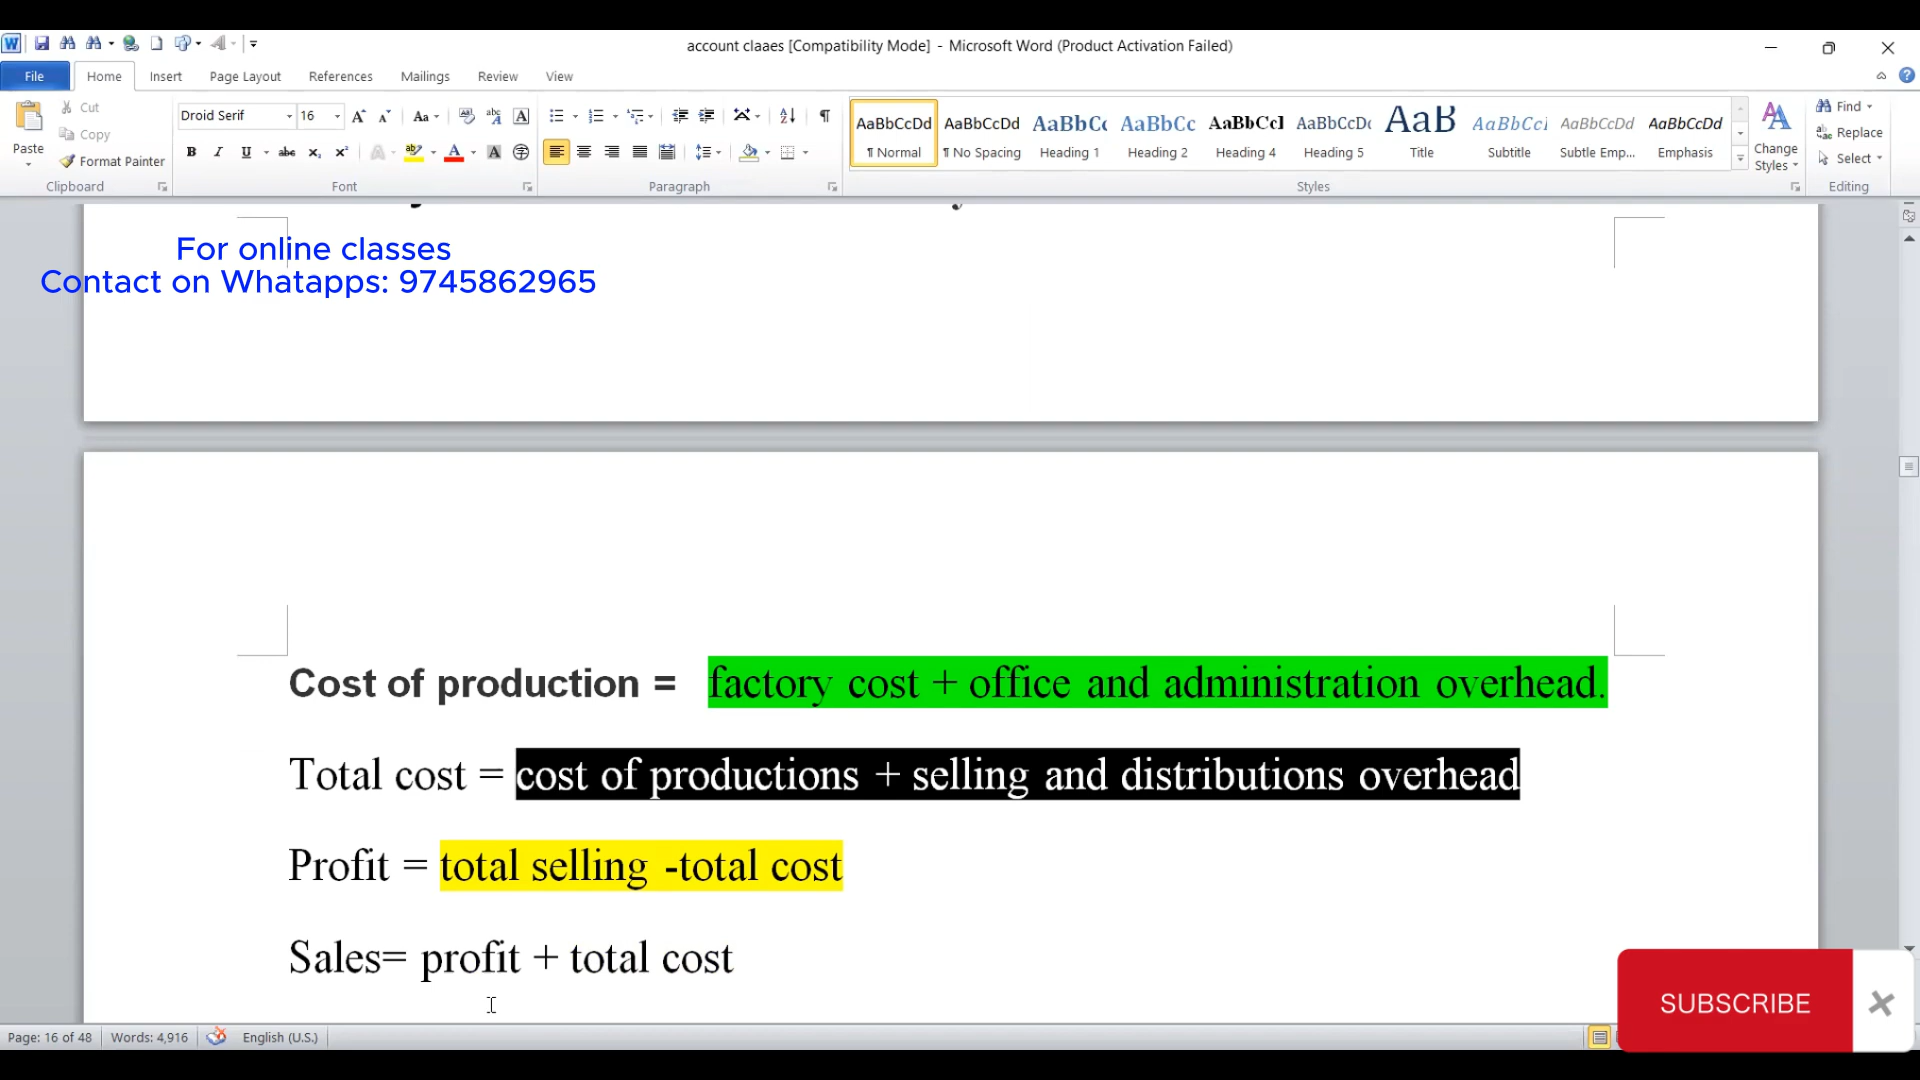 account claaes [Compatibility Mode] - Microsoft Word (Product Activation Failed)
File Home Insert Page Layout References Mailings Review View
Cut
Copy
Format Painter
Paste
Clipboard
Droid Serif 16
Font
Paragraph
AaBbCcDd AaBbCcDd AaBbCc AaBbCc AaBbCcI AaBbCcDc AaB AaBbCcI AaBbCcDd AaBbCcDd
¶ Normal ¶ No Spacing Heading 1 Heading 2 Heading 4 Heading 5 Title Subtitle Subtle Emp... Emphasis
Change Styles
Styles
Find
Replace
Select
Editing
For online classes
Contact on Whatapps: 9745862965
Cost of production = factory cost + office and administration overhead.
Total cost = cost of productions + selling and distributions overhead
Profit = total selling -total cost
Sales= profit + total cost
SUBSCRIBE
Page: 16 of 48 Words: 4,916 English (U.S.)